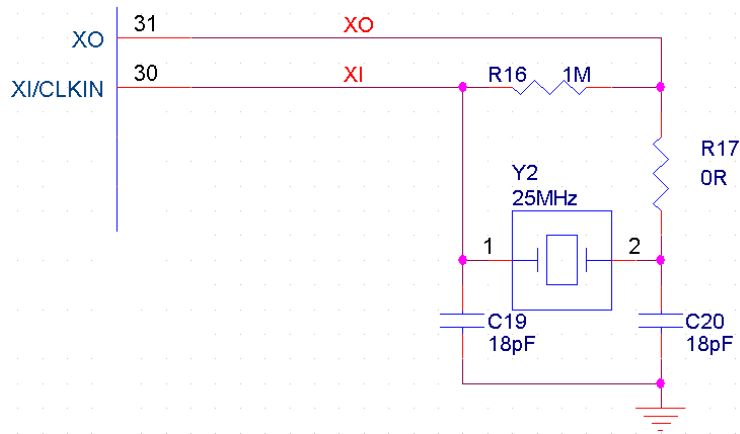 31
XO
XO
30
XI
XI/CLKIN
R16 1M
R17
0R
Y2
25MHz
1
2
C19
18pF
C20
18pF